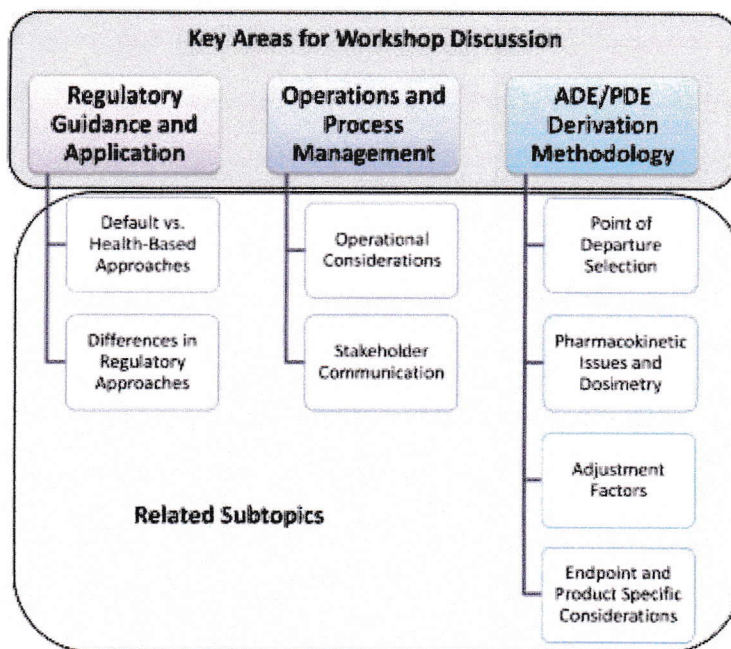 Key Areas for Workshop Discussion
Regulatory
Guidance and
Application
Operations and
Process
Management
ADE/PDE
Derivation
Methodology
Default vs.
Health-Based
Approaches
Differences in
Regulatory
Approaches
Operational
Considerations
Stakeholder
Communication
Point of
Departure
Selection
Pharmacokinetic
Issues and
Dosimetry
Adjustment
Factors
Endpoint and
Product Specific
Considerations
Related Subtopics